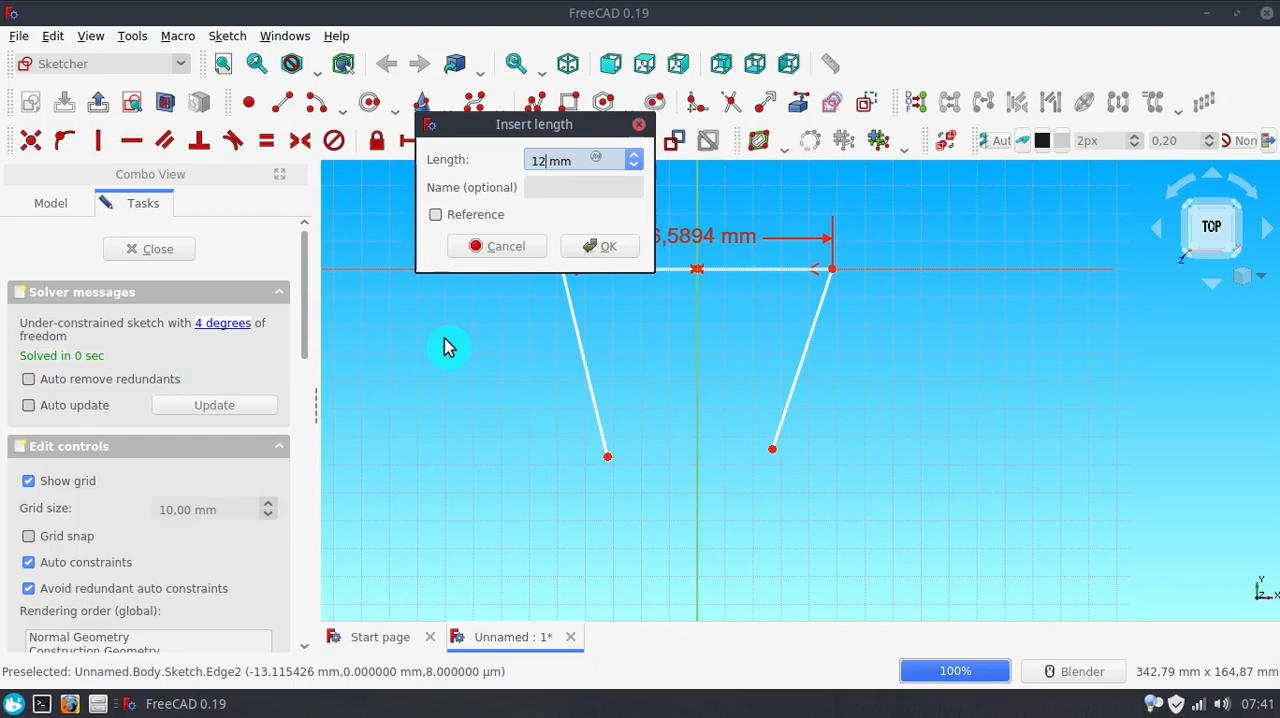 FreeCAD 0.19
File Edit View Tools Macro Sketch Windows Help
Sketcher
Insert length
Length: 12 mm
Name (optional)
Reference
Cancel OK
Aut 2px 0,20 Non
Combo View
Model Tasks
Close
Solver messages
Under-constrained sketch with 4 degrees of
freedom
Solved in 0 sec
Auto remove redundants
Auto update Update
Edit controls
Show grid
Grid size: 10,00 mm
Grid snap
Auto constraints
Avoid redundant auto constraints
Rendering order (global):
Normal Geometry
Construction Geometry
6,5894 mm
TOP
Z
Y
X
Start page Unnamed : 1*
Preselected: Unnamed.Body.Sketch.Edge2 (-13,115426 mm,0.000000 mm,8.000000 µm) 100% Blender 342,79 mm x 164,87 mm
FreeCAD 0.19 07:41